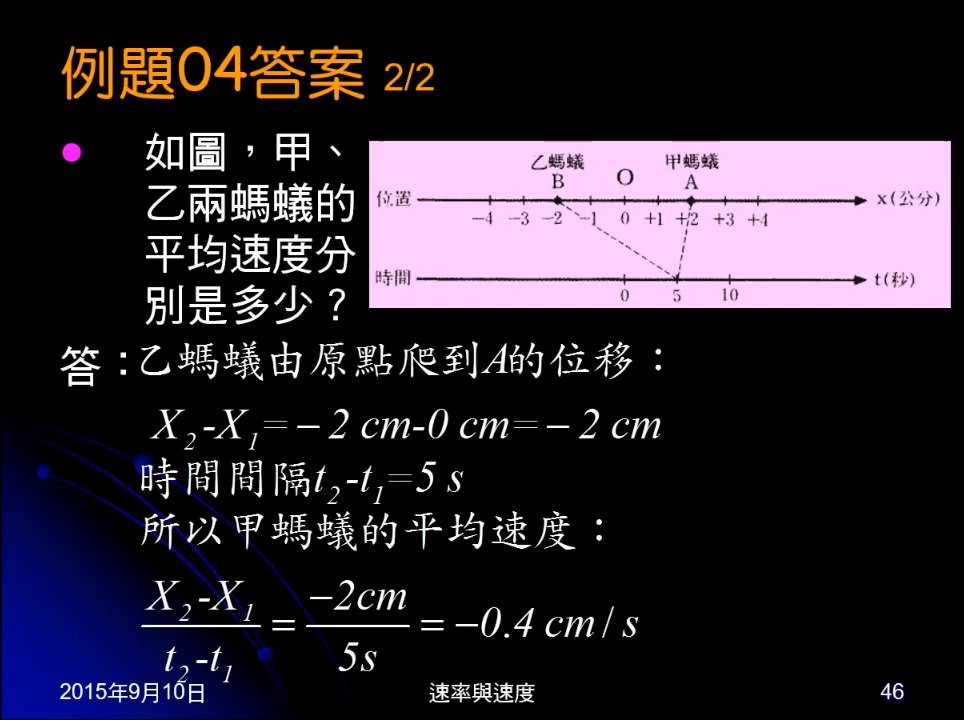 例題04答案 2/2
如圖，甲、
乙兩螞蟻的
平均速度分
別是多少？
乙螞蟻 甲螞蟻
B O A
位置 x(公分)
-4 -3 -2 -1 0 +1 +2 +3 +4
時間 t(秒)
0 5 10
答：乙螞蟻由原點爬到A的位移：
X2-X1=－2 cm-0 cm=－2 cm
時間間隔t2-t1=5 s
所以甲螞蟻的平均速度：
X2-X1 / t2-t1 = −2cm / 5s = −0.4 cm / s
2015年9月10日 速率與速度 46